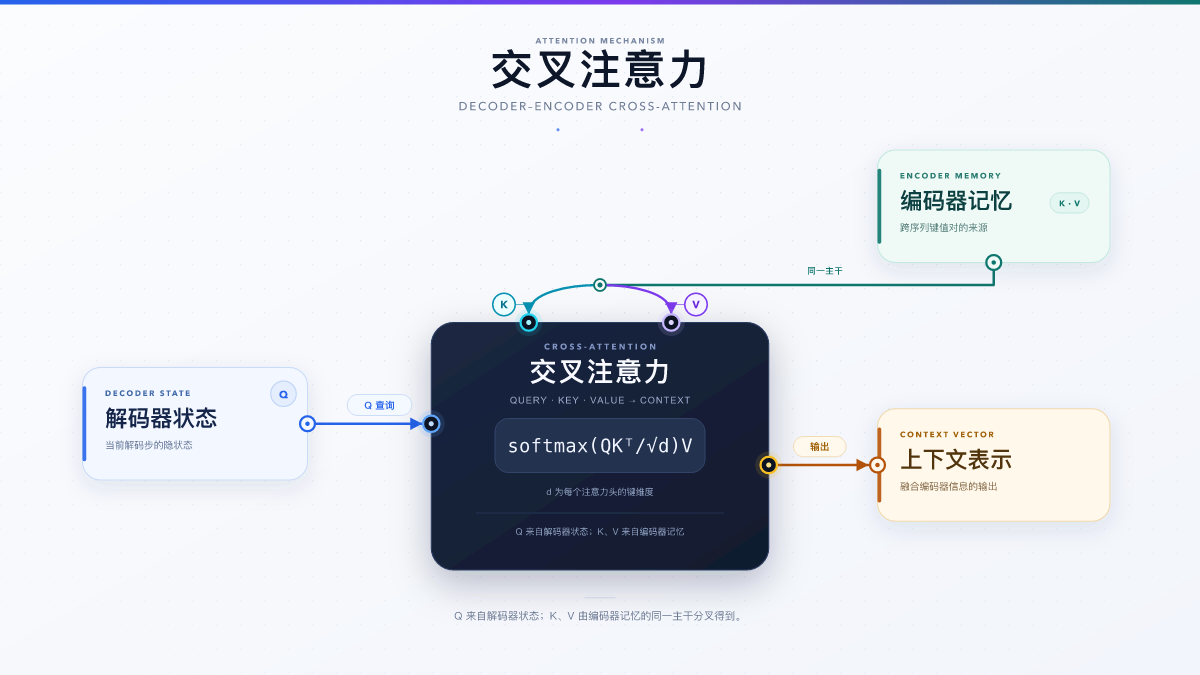 ATTENTION MECHANISM
交叉注意力
DECODER-ENCODER CROSS-ATTENTION
ENCODER MEMORY
编码器记忆
K · V
跨序列键值对的来源
同一主干
K
V
CROSS-ATTENTION
交叉注意力
QUERY · KEY · VALUE → CONTEXT
softmax(QKᵀ/√d)V
d 为每个注意力头的键维度
Q 来自解码器状态；K、V 来自编码器记忆
DECODER STATE
Q
解码器状态
当前解码步的隐状态
Q 查询
输出
CONTEXT VECTOR
上下文表示
融合编码器信息的输出
Q 来自解码器状态；K、V 由编码器记忆的同一主干分叉得到。